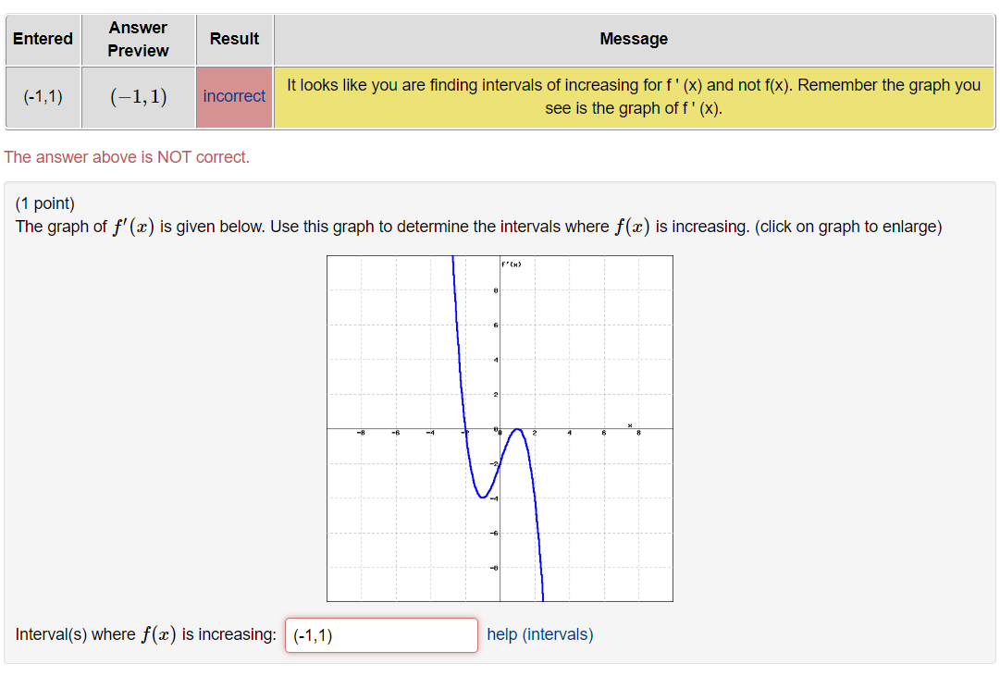 Entered
Answer
Preview
Result
Message
(-1,1)
(−1, 1)
incorrect
It looks like you are finding intervals of increasing for f ' (x) and not f(x). Remember the graph you
see is the graph of f ' (x).
The answer above is NOT correct.
(1 point)
The graph of f′(x) is given below. Use this graph to determine the intervals where f(x) is increasing. (click on graph to enlarge)
f'(x)
8
6
4
2
x
-8 -6 -4 -2 0 0 2 4 6 8
-2
-4
-6
-8
Interval(s) where f(x) is increasing: (-1,1) help (intervals)